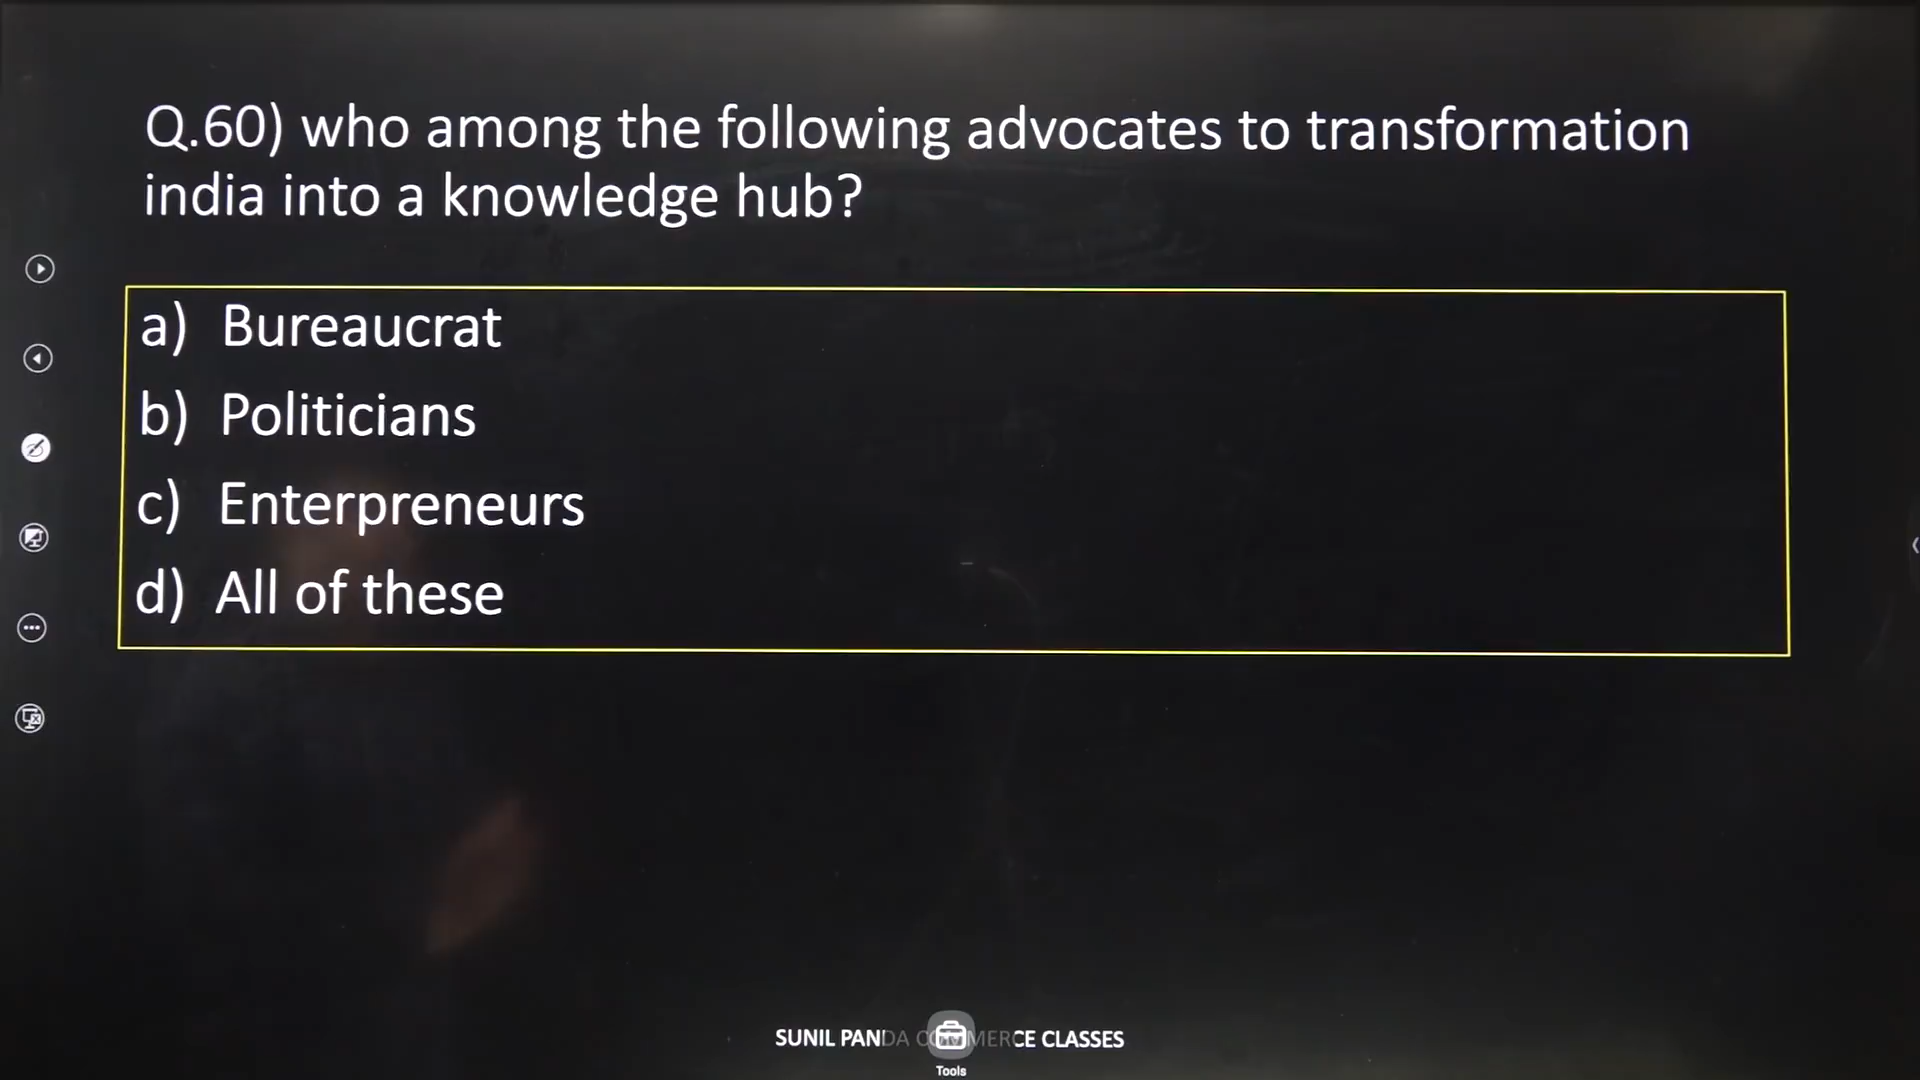 Q.60) who among the following advocates to transformation
india into a knowledge hub?
a) Bureaucrat
b) Politicians
c) Enterpreneurs
d) All of these
SUNIL PANDA COMMERCE CLASSES
Tools